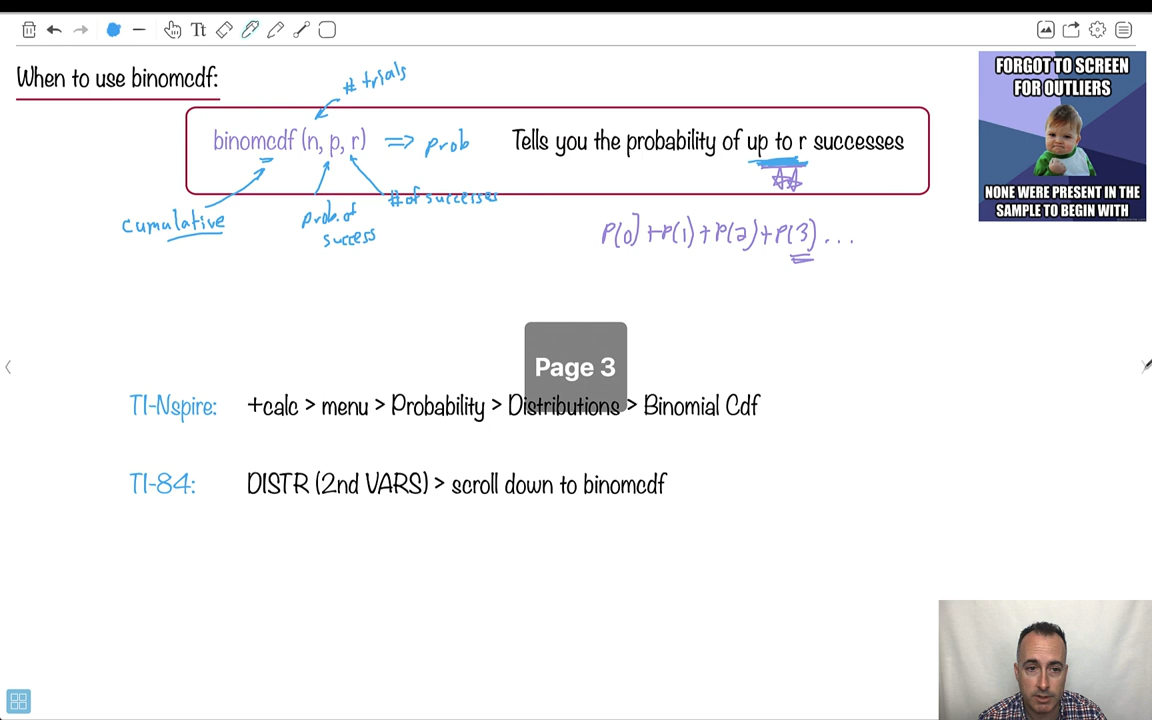 Tt
When to use binomcdf:
# trials
binomcdf (n, p, r) => prob
Tells you the probability of up to r successes
cumulative
prob. of
success
# of successes
P(0) + P(1) + P(2) + P(3) ...
FORGOT TO SCREEN
FOR OUTLIERS
NONE WERE PRESENT IN THE
SAMPLE TO BEGIN WITH
Page 3
TI-Nspire: +calc > menu > Probability > Distributions > Binomial Cdf
TI-84: DISTR (2nd VARS) > scroll down to binomcdf